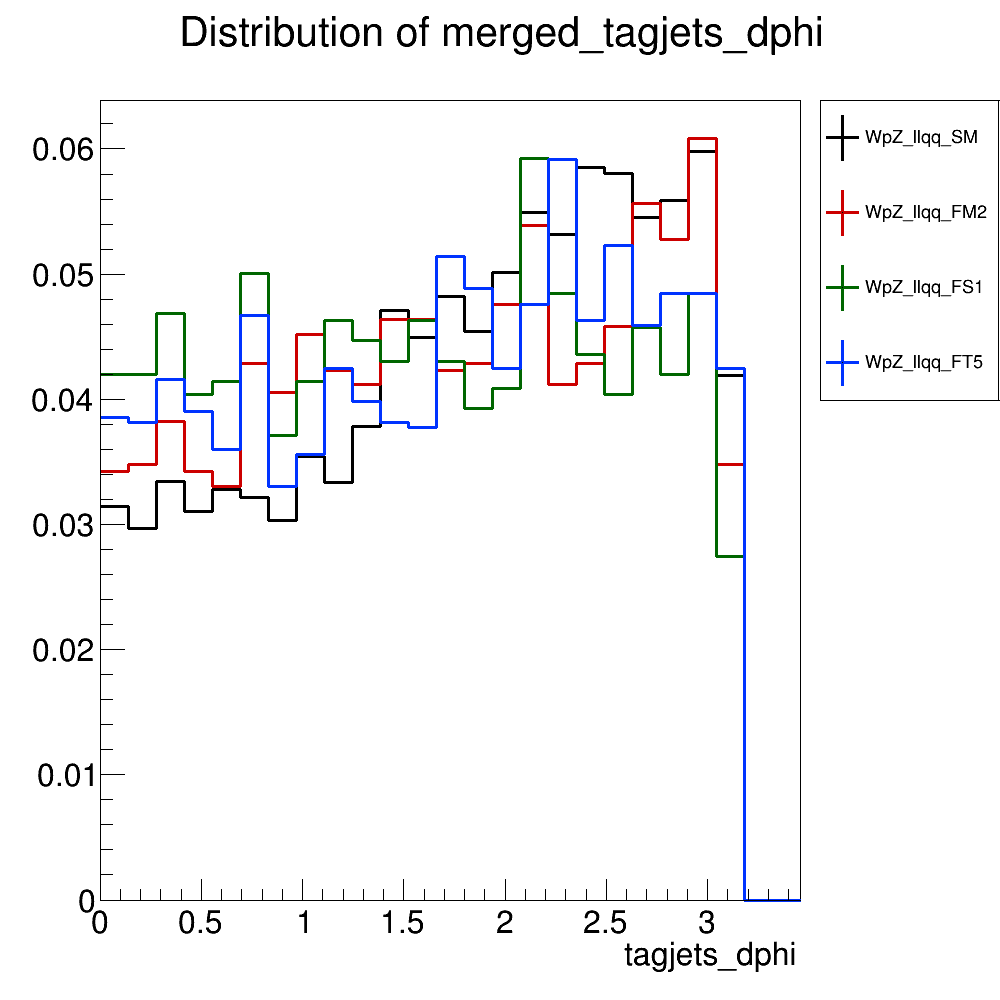 Distribution of merged_tagjets_dphi
0.06
0.05
0.04
0.03
0.02
0.01
0
0 0.5 1 1.5 2 2.5 3
tagjets_dphi
WpZ_llqq_SM
WpZ_llqq_FM2
WpZ_llqq_FS1
WpZ_llqq_FT5